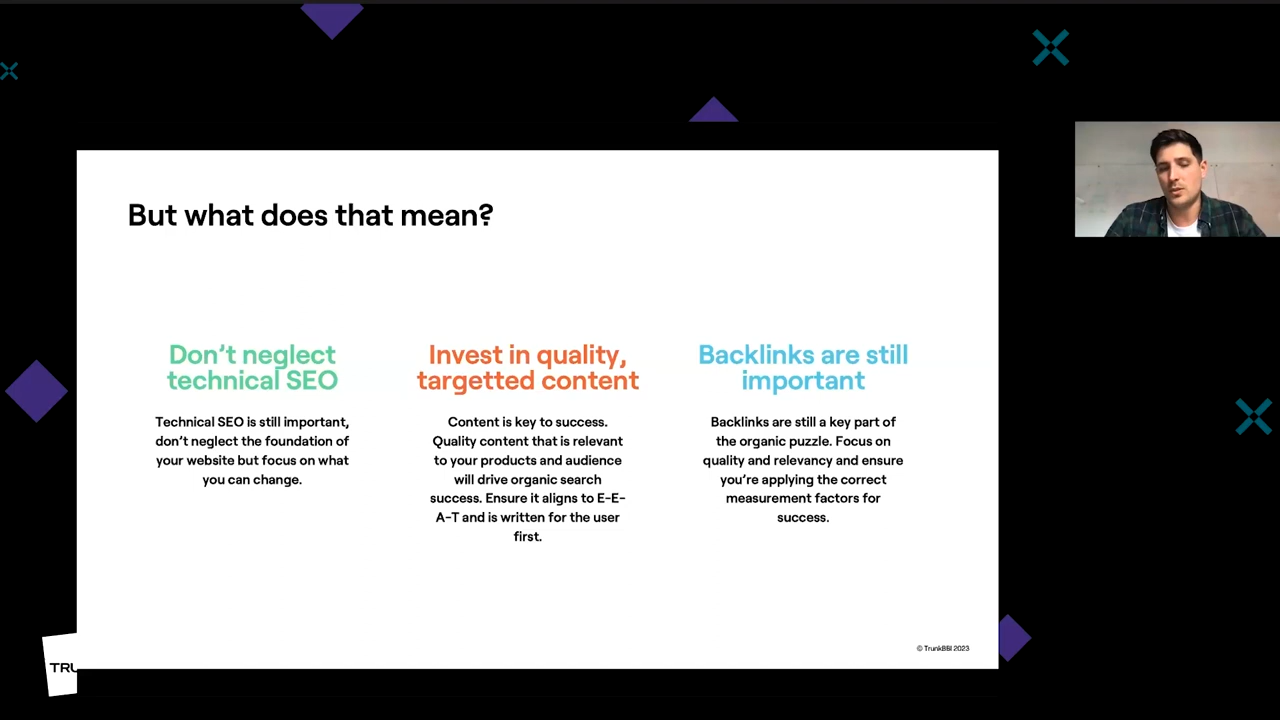 But what does that mean?
Don't neglect
technical SEO
Technical SEO is still important,
don't neglect the foundation of
your website but focus on what
you can change.
Invest in quality,
targetted content
Content is key to success.
Quality content that is relevant
to your products and audience
will drive organic search
success. Ensure it aligns to E-E-
A-T and is written for the user
first.
Backlinks are still
important
Backlinks are still a key part of
the organic puzzle. Focus on
quality and relevancy and ensure
you're applying the correct
measurement factors for
success.
© TrunkBBI 2023
TRU